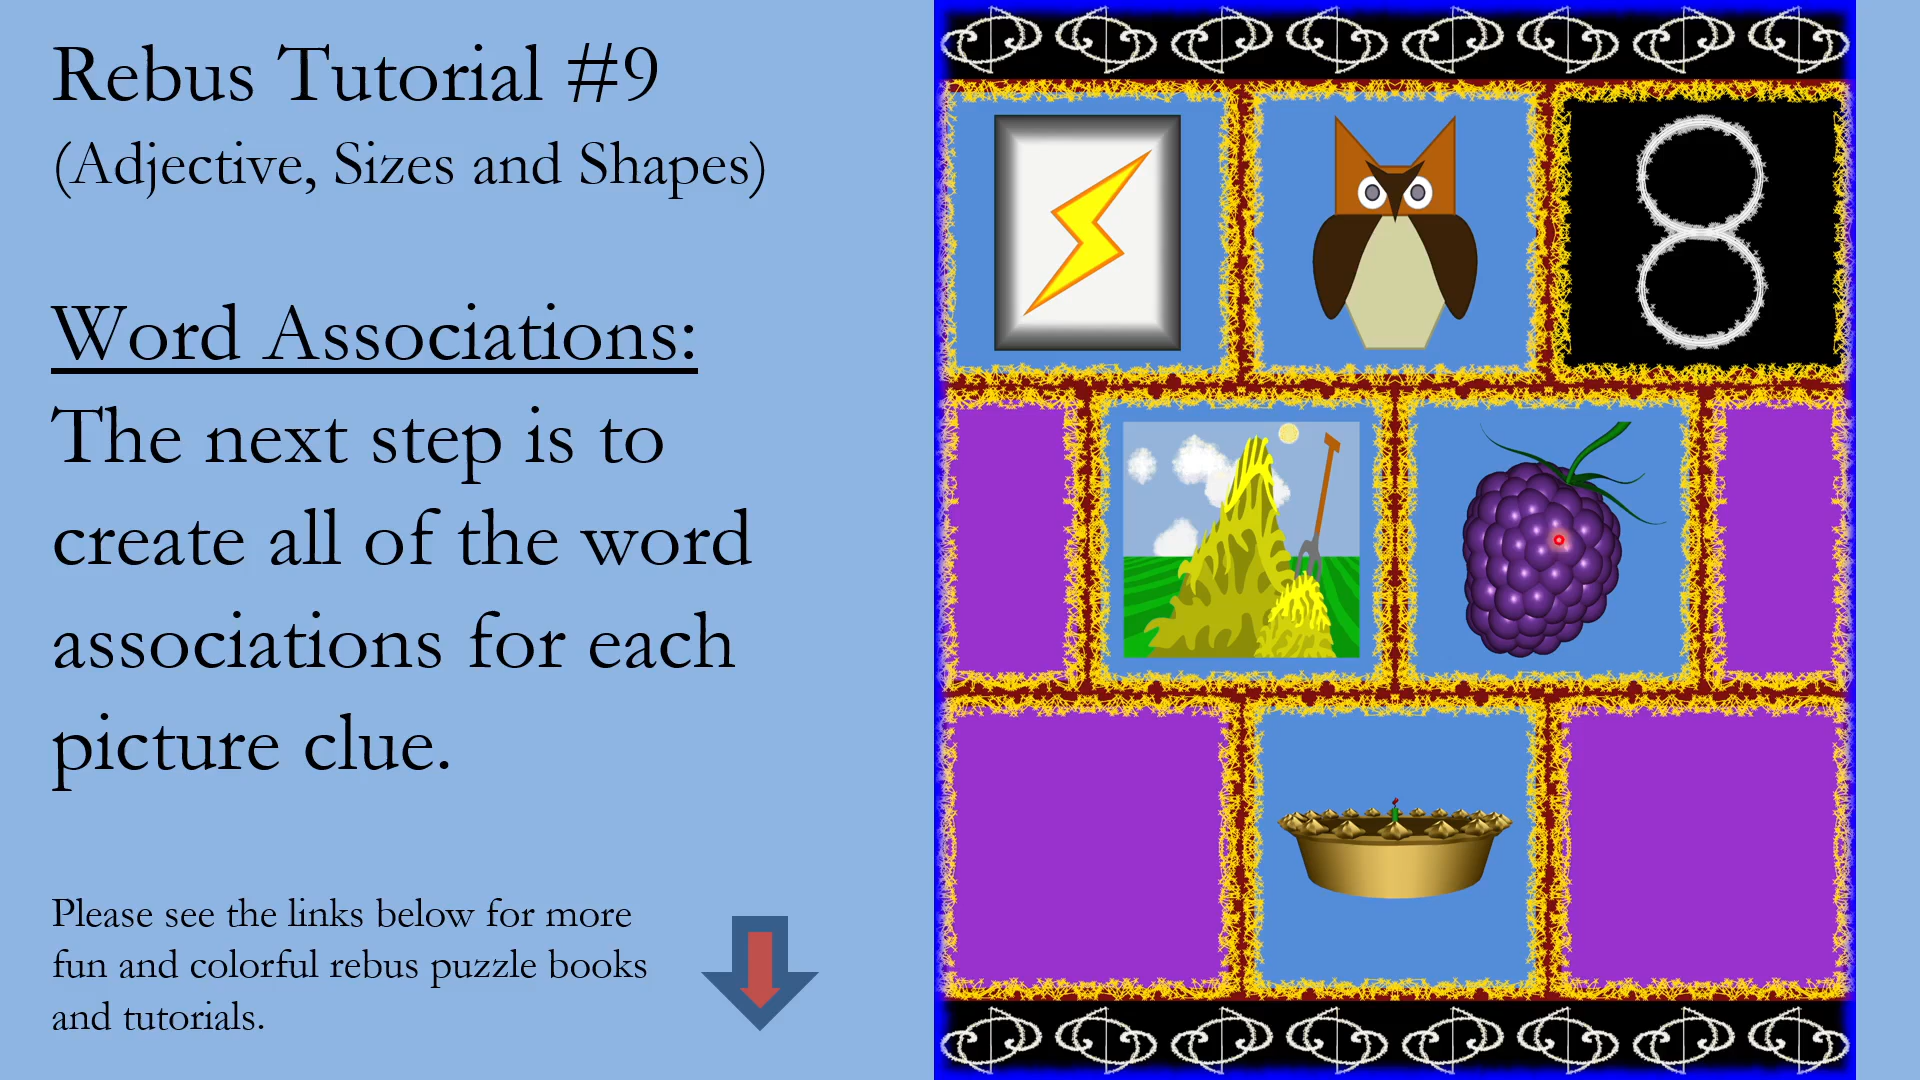 Rebus Tutorial #9
(Adjective, Sizes and Shapes)
Word Associations:
The next step is to
create all of the word
associations for each
picture clue.
Please see the links below for more
fun and colorful rebus puzzle books
and tutorials.
8